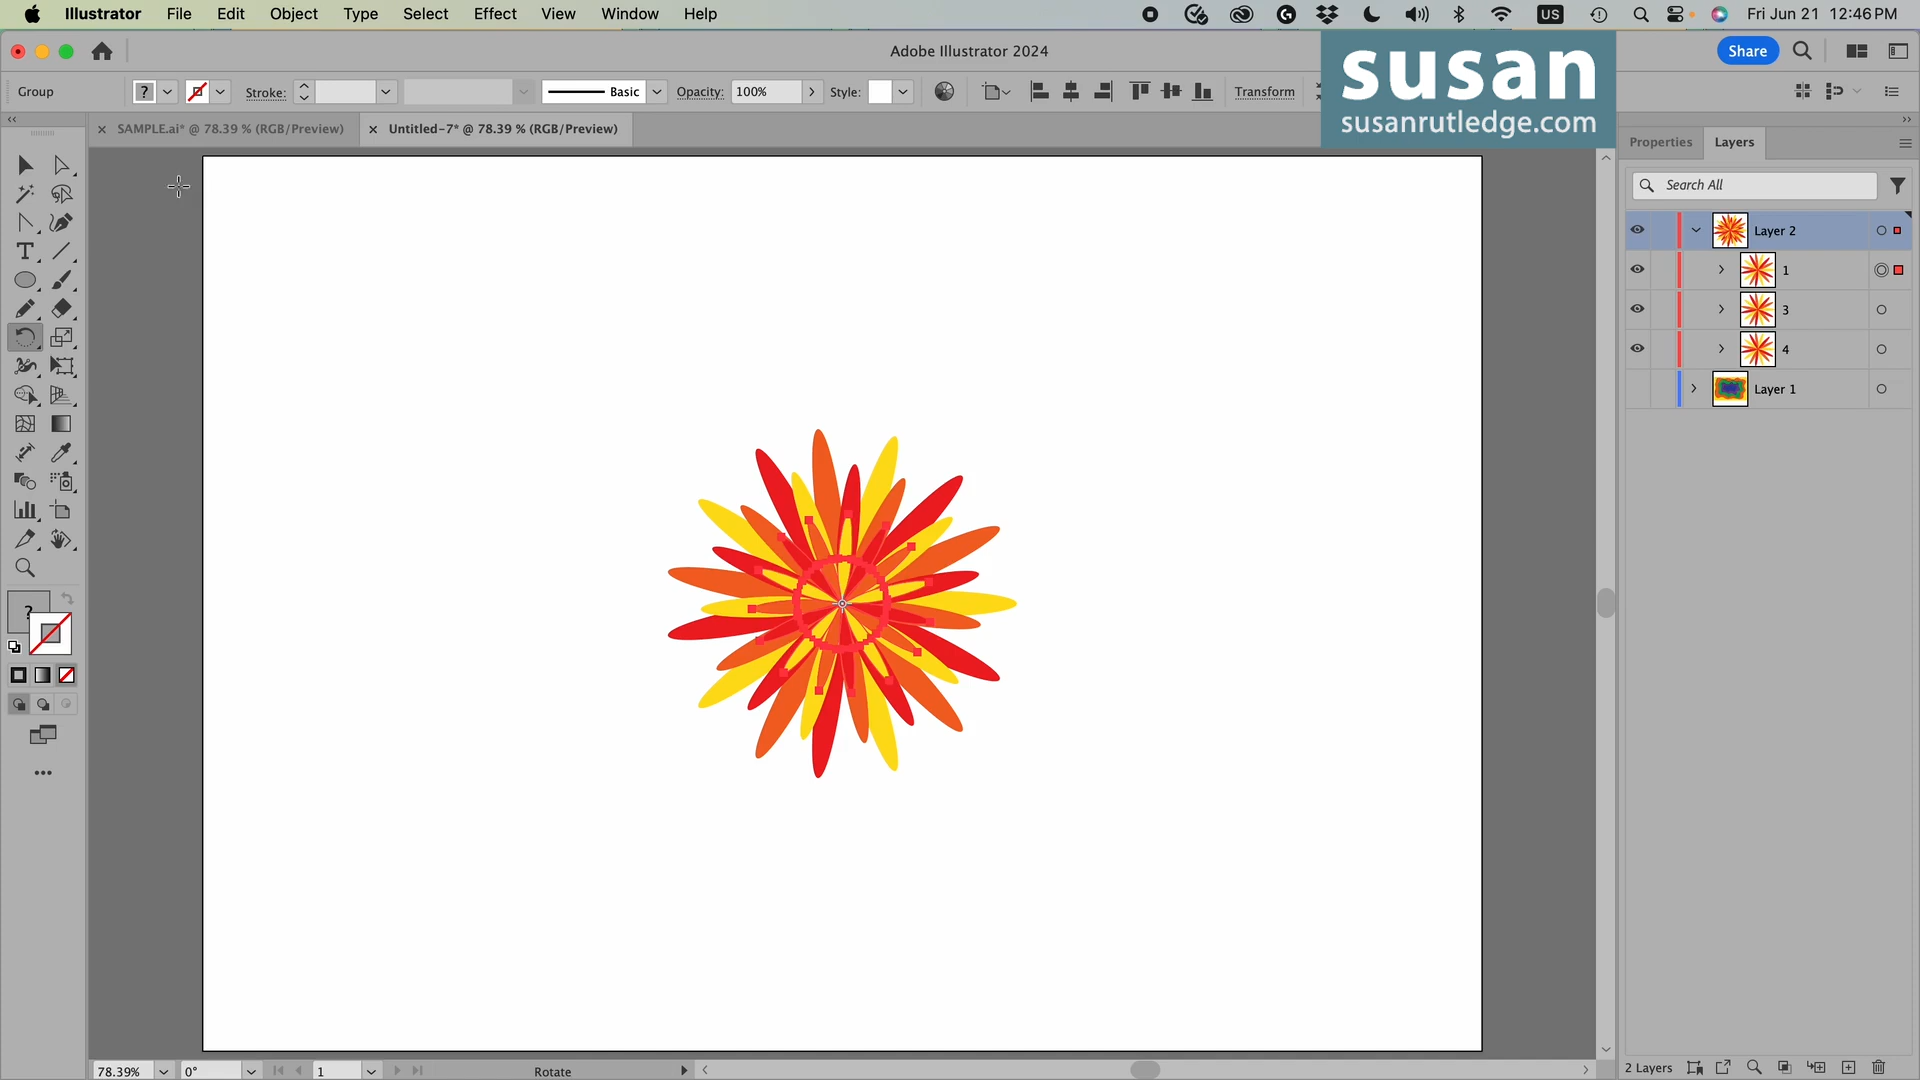 Illustrator File Edit Object Type Select Effect View Window Help US Fri Jun 21 12:46 PM
Adobe Illustrator 2024 Share
susan
susanrutledge.com
Group ? Stroke: Basic Opacity: 100% Style: Transform
SAMPLE.ai* @ 78.39 % (RGB/Preview) Untitled-7* @ 78.39 % (RGB/Preview)
Properties Layers
Search All
Layer 2
1
3
4
Layer 1
T
?
78.39% 0° 1 Rotate 2 Layers